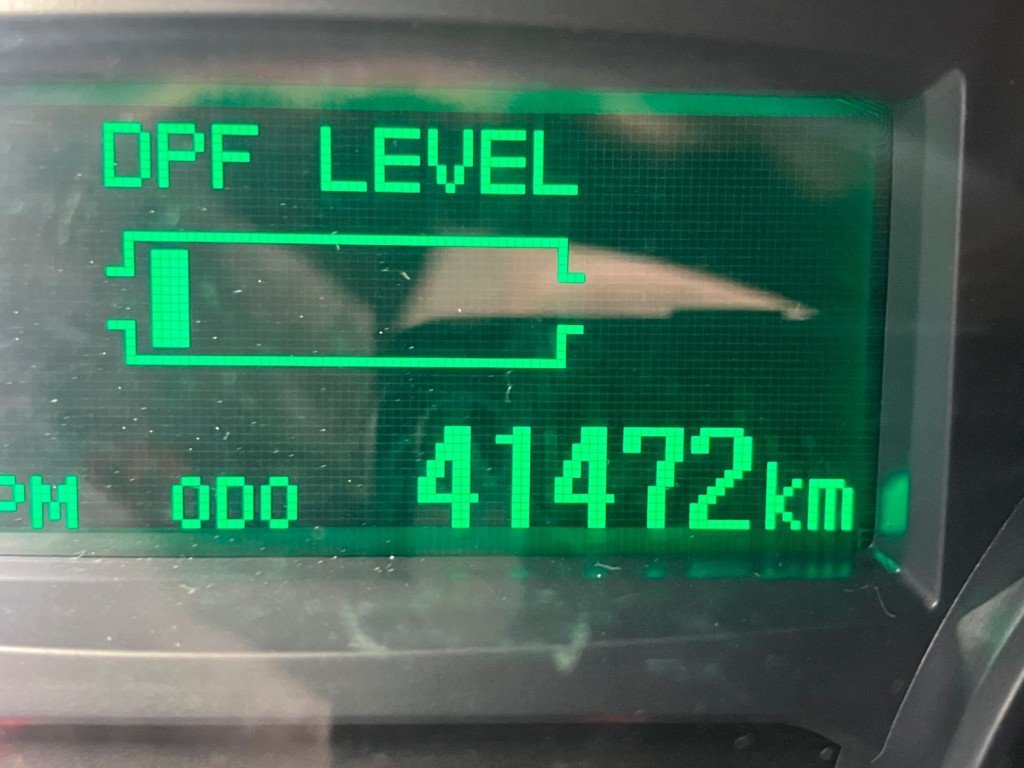 DPF LEVEL
PM ODO 41472km